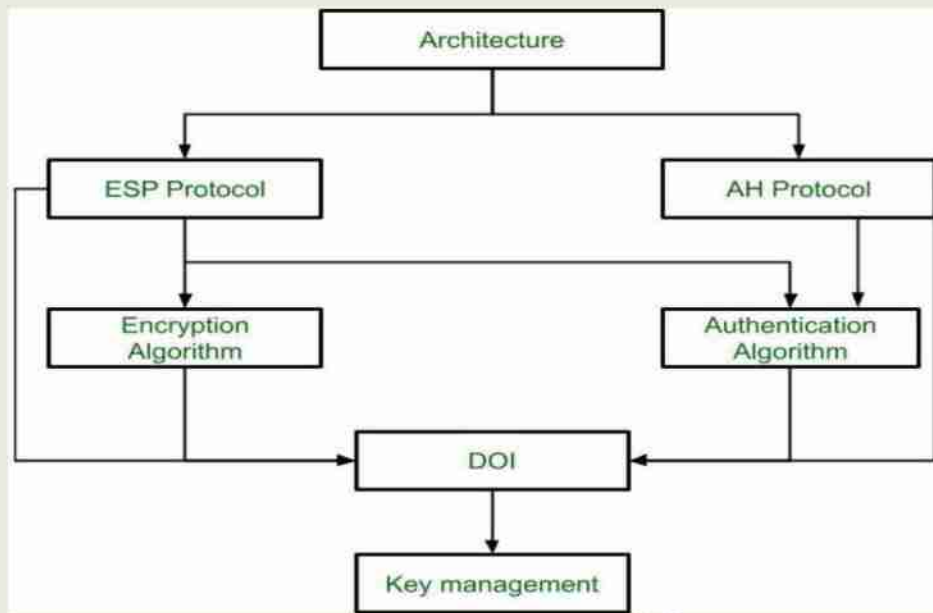 Architecture
ESP Protocol
AH Protocol
Encryption
Algorithm
Authentication
Algorithm
DOI
Key management